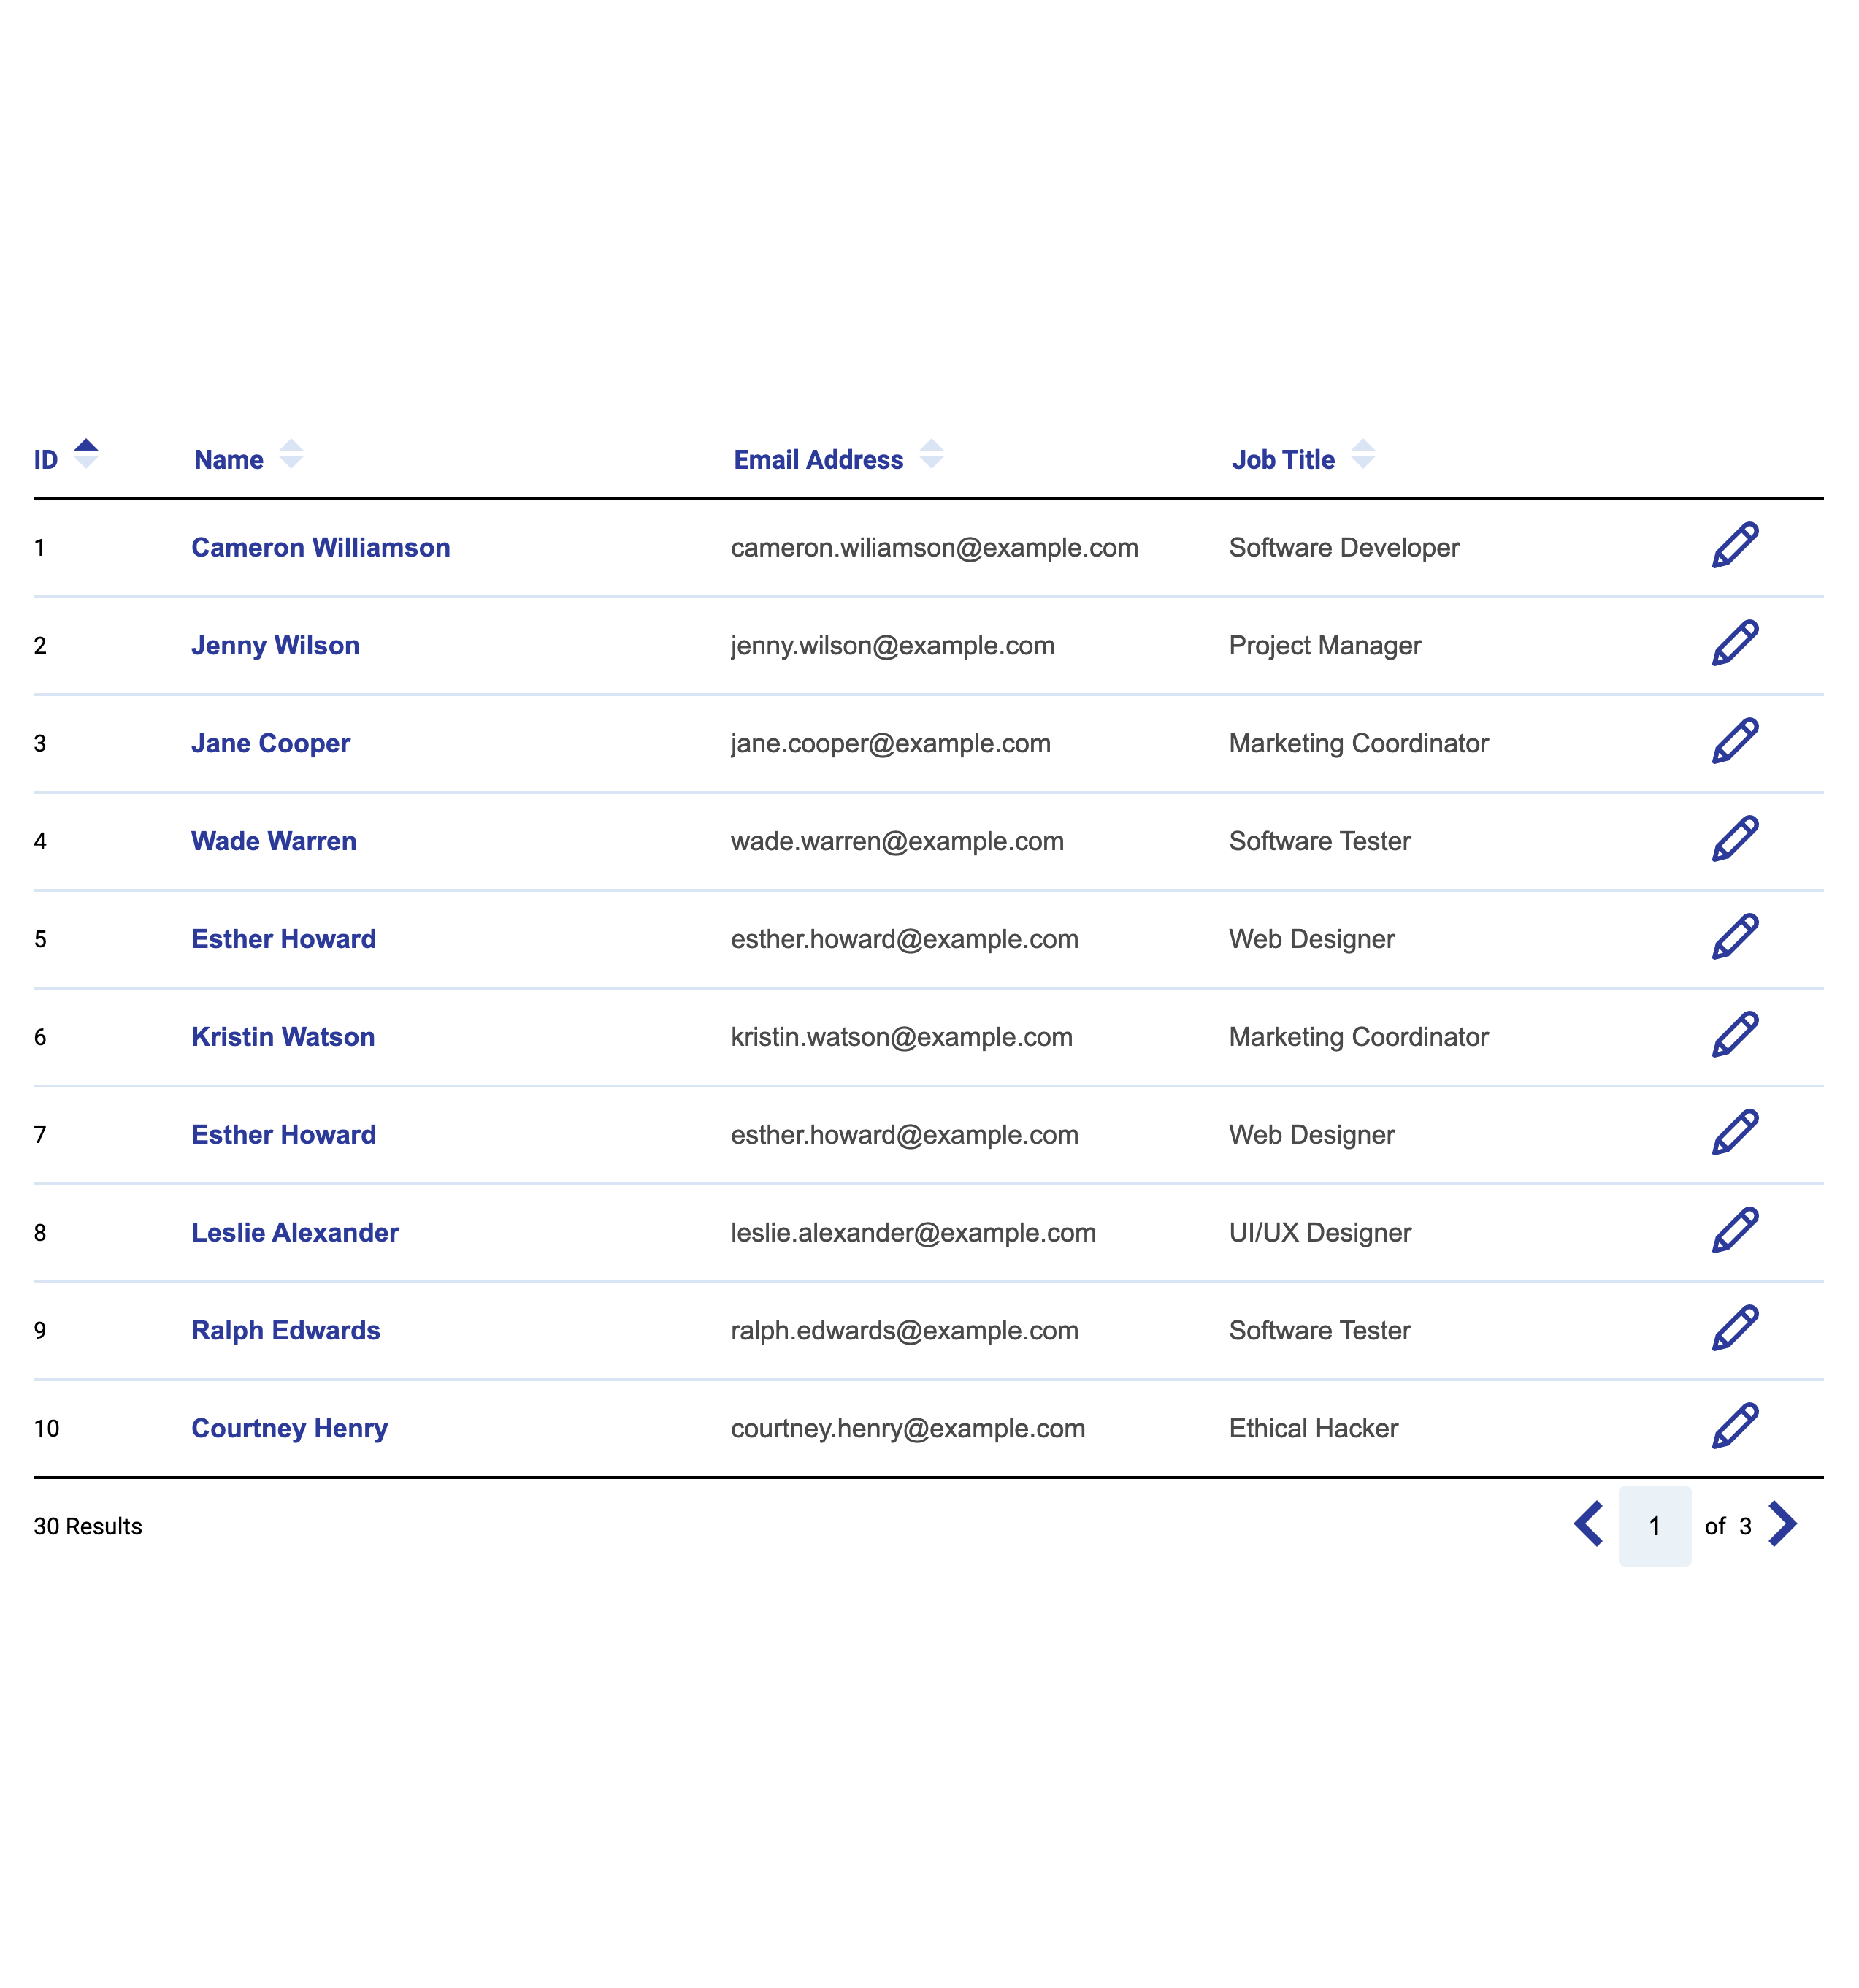 ID Name Email Address Job Title
1 Cameron Williamson cameron.wiliamson@example.com Software Developer
2 Jenny Wilson jenny.wilson@example.com Project Manager
3 Jane Cooper jane.cooper@example.com Marketing Coordinator
4 Wade Warren wade.warren@example.com Software Tester
5 Esther Howard esther.howard@example.com Web Designer
6 Kristin Watson kristin.watson@example.com Marketing Coordinator
7 Esther Howard esther.howard@example.com Web Designer
8 Leslie Alexander leslie.alexander@example.com UI/UX Designer
9 Ralph Edwards ralph.edwards@example.com Software Tester
10 Courtney Henry courtney.henry@example.com Ethical Hacker
30 Results 1 of 3